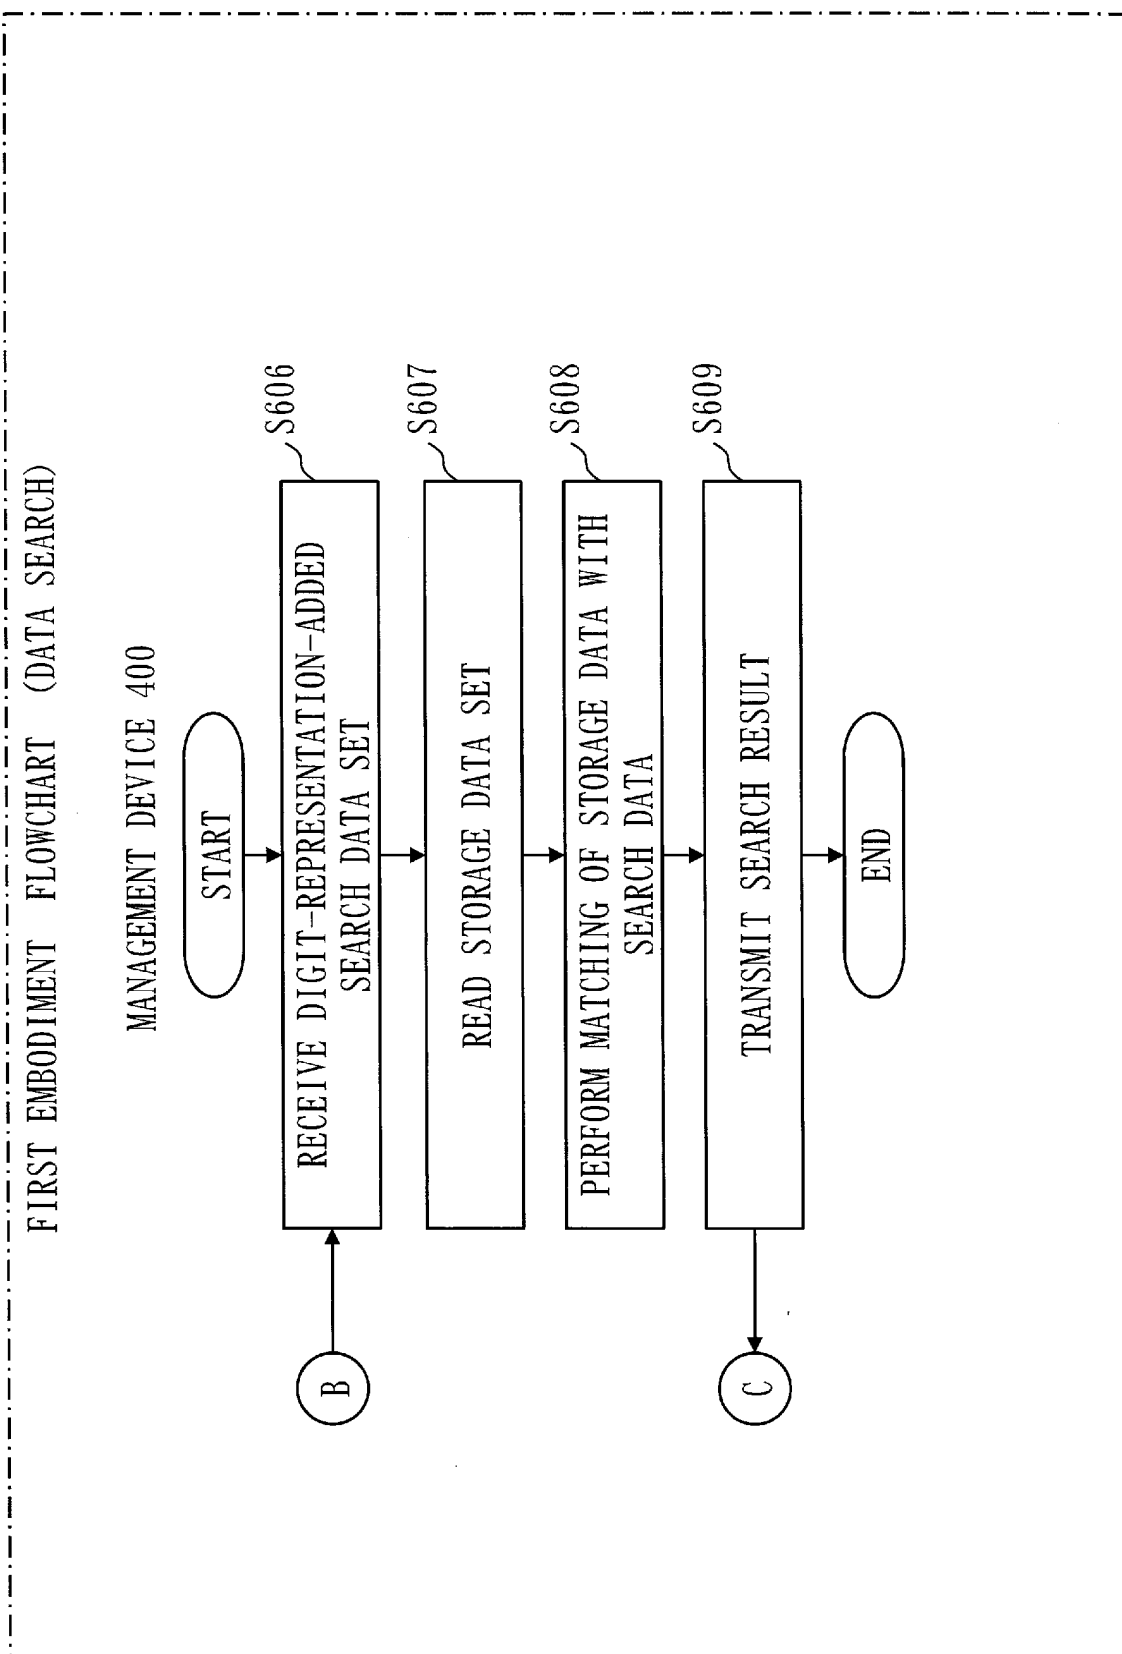 FIRST EMBODIMENT FLOWCHART (DATA SEARCH)
MANAGEMENT DEVICE 400
START
S606
RECEIVE DIGIT-REPRESENTATION-ADDED
SEARCH DATA SET
B
S607
READ STORAGE DATA SET
S608
PERFORM MATCHING OF STORAGE DATA WITH
SEARCH DATA
S609
TRANSMIT SEARCH RESULT
C
END